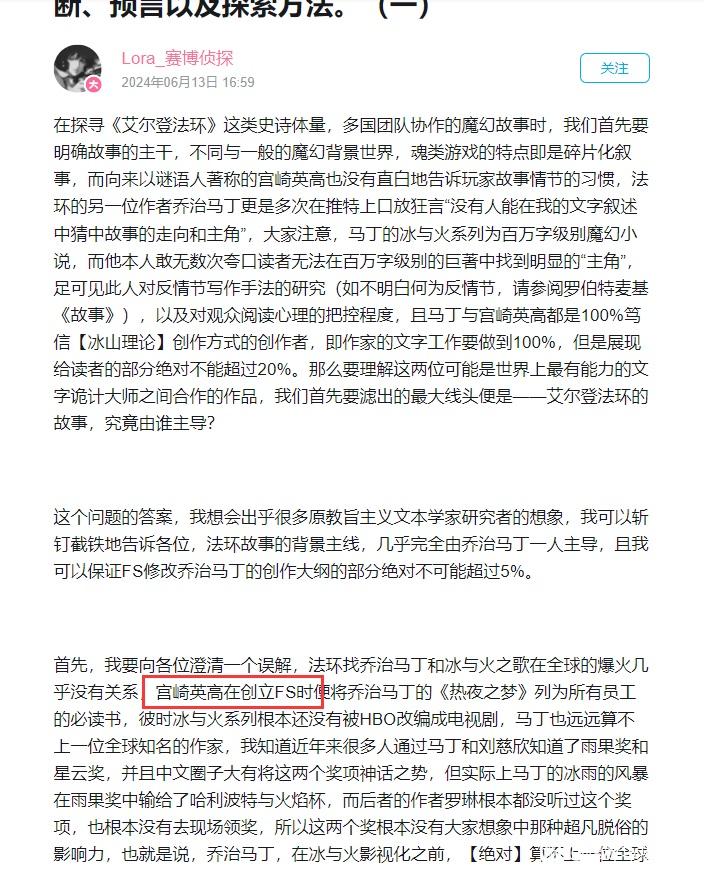 断、预言以及探索方法。(一)
Lora_赛博侦探
大
2024年06月13日 16:59
关注
在探寻《艾尔登法环》这类史诗体量，多国团队协作的魔幻故事时，我们首先要
明确故事的主干，不同与一般的魔幻背景世界，魂类游戏的特点即是碎片化叙
事，而向来以谜语人著称的宫崎英高也没有直白地告诉玩家故事情节的习惯，法
环的另一位作者乔治马丁更是多次在推特上口放狂言“没有人能在我的文字叙述
中猜中故事的走向和主角”，大家注意，马丁的冰与火系列为百万字级别魔幻小
说，而他本人敢无数次夸口读者无法在百万字级别的巨著中找到明显的“主角”，
足可见此人对反情节写作手法的研究（如不明白何为反情节，请参阅罗伯特麦基
《故事》），以及对观众阅读心理的把控程度，且马丁与宫崎英高都是100%笃
信【冰山理论】创作方式的创作者，即作家的文字工作要做到100%，但是展现
给读者的部分绝对不能超过20%。那么要理解这两位可能是世界上最有能力的文
字诡计大师之间合作的作品，我们首先要滤出的最大线头便是——艾尔登法环的
故事，究竟由谁主导？
这个问题的答案，我想会出乎很多原教旨主义文本学家研究者的想象，我可以斩
钉截铁地告诉各位，法环故事的背景主线，几乎完全由乔治马丁一人主导，且我
可以保证FS修改乔治马丁的创作大纲的部分绝对不可能超过5%。
首先，我要向各位澄清一个误解，法环找乔治马丁和冰与火之歌在全球的爆火几
乎没有关系，宫崎英高在创立FS时便将乔治马丁的《热夜之梦》列为所有员工
的必读书，彼时冰与火系列根本还没有被HBO改编成电视剧，马丁也远远算不
上一位全球知名的作家，我知道近年来很多人通过马丁和刘慈欣知道了雨果奖和
星云奖，并且中文圈子大有将这两个奖项神话之势，但实际上马丁的冰雨的风暴
在雨果奖中输给了哈利波特与火焰杯，而后者的作者罗琳根本都没听过这个奖
项，也根本没有去现场领奖，所以这两个奖根本没有大家想象中那种超凡脱俗的
影响力，也就是说，乔治马丁，在冰与火影视化之前，【绝对】算不上一位全球